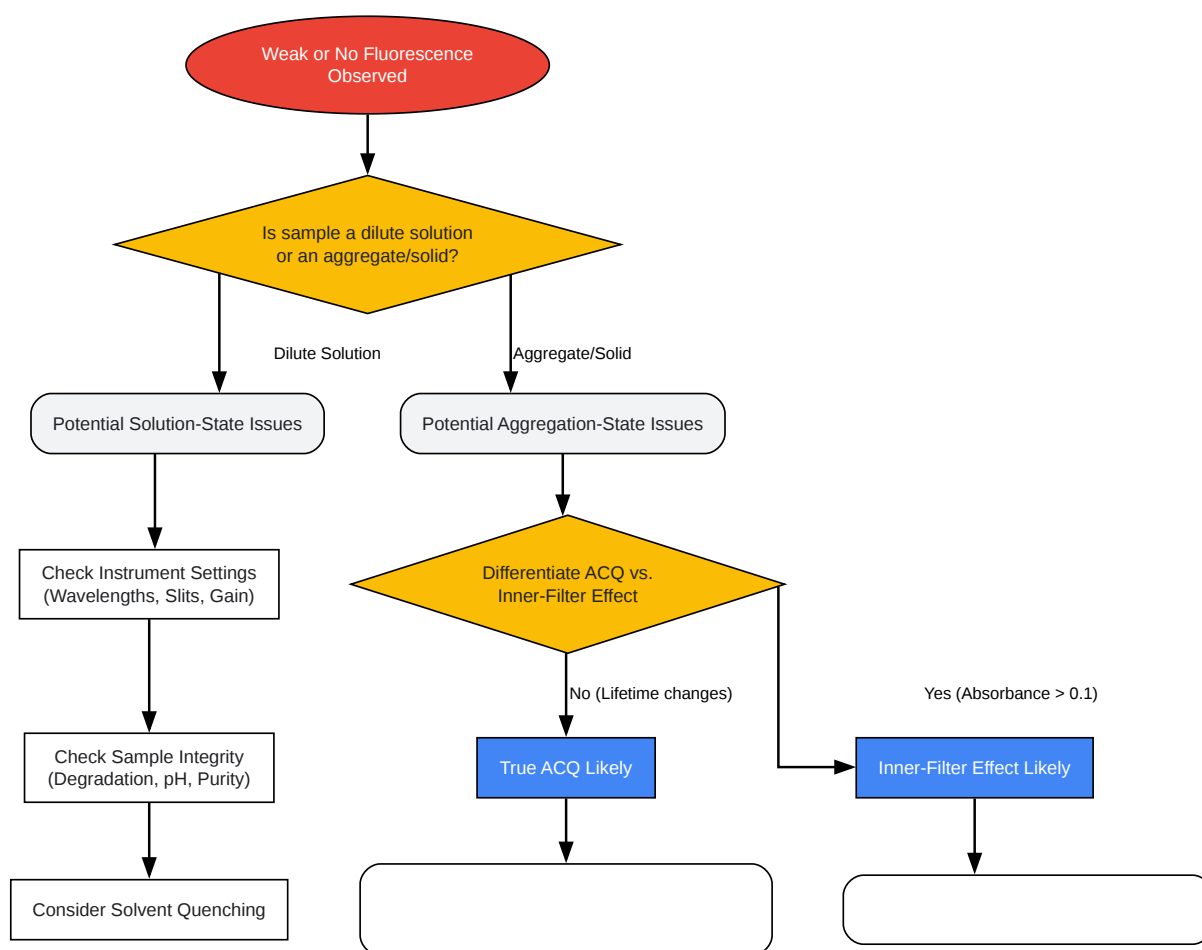 Weak or No Fluorescence
Observed
Is sample a dilute solution
or an aggregate/solid?
Dilute Solution
Aggregate/Solid
Potential Solution-State Issues
Potential Aggregation-State Issues
Check Instrument Settings
(Wavelengths, Slits, Gain)
Differentiate ACQ vs.
Inner-Filter Effect
No (Lifetime changes)
Yes (Absorbance > 0.1)
Check Sample Integrity
(Degradation, pH, Purity)
True ACQ Likely
Inner-Filter Effect Likely
Consider Solvent Quenching